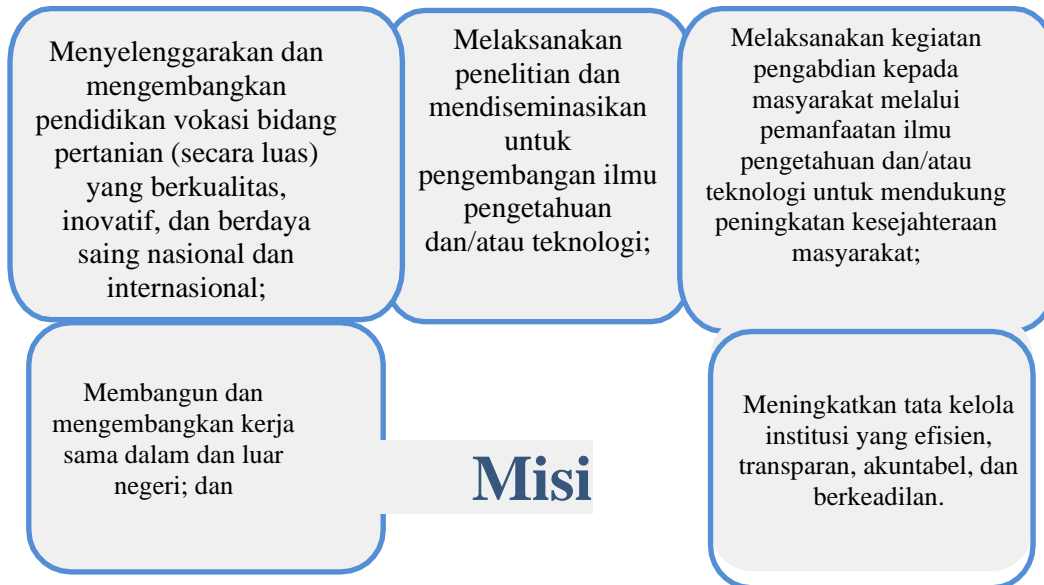 Menyelenggarakan dan
mengembangkan
pendidikan vokasi bidang
pertanian (secara luas)
yang berkualitas,
inovatif, dan berdaya
saing nasional dan
internasional;
Melaksanakan
penelitian dan
mendiseminasikan
untuk
pengembangan ilmu
pengetahuan
dan/atau teknologi;
Melaksanakan kegiatan
pengabdian kepada
masyarakat melalui
pemanfaatan ilmu
pengetahuan dan/atau
teknologi untuk mendukung
peningkatan kesejahteraan
masyarakat;
Membangun dan
mengembangkan kerja
sama dalam dan luar
negeri; dan
Misi
Meningkatkan tata kelola
institusi yang efisien,
transparan, akuntabel, dan
berkeadilan.